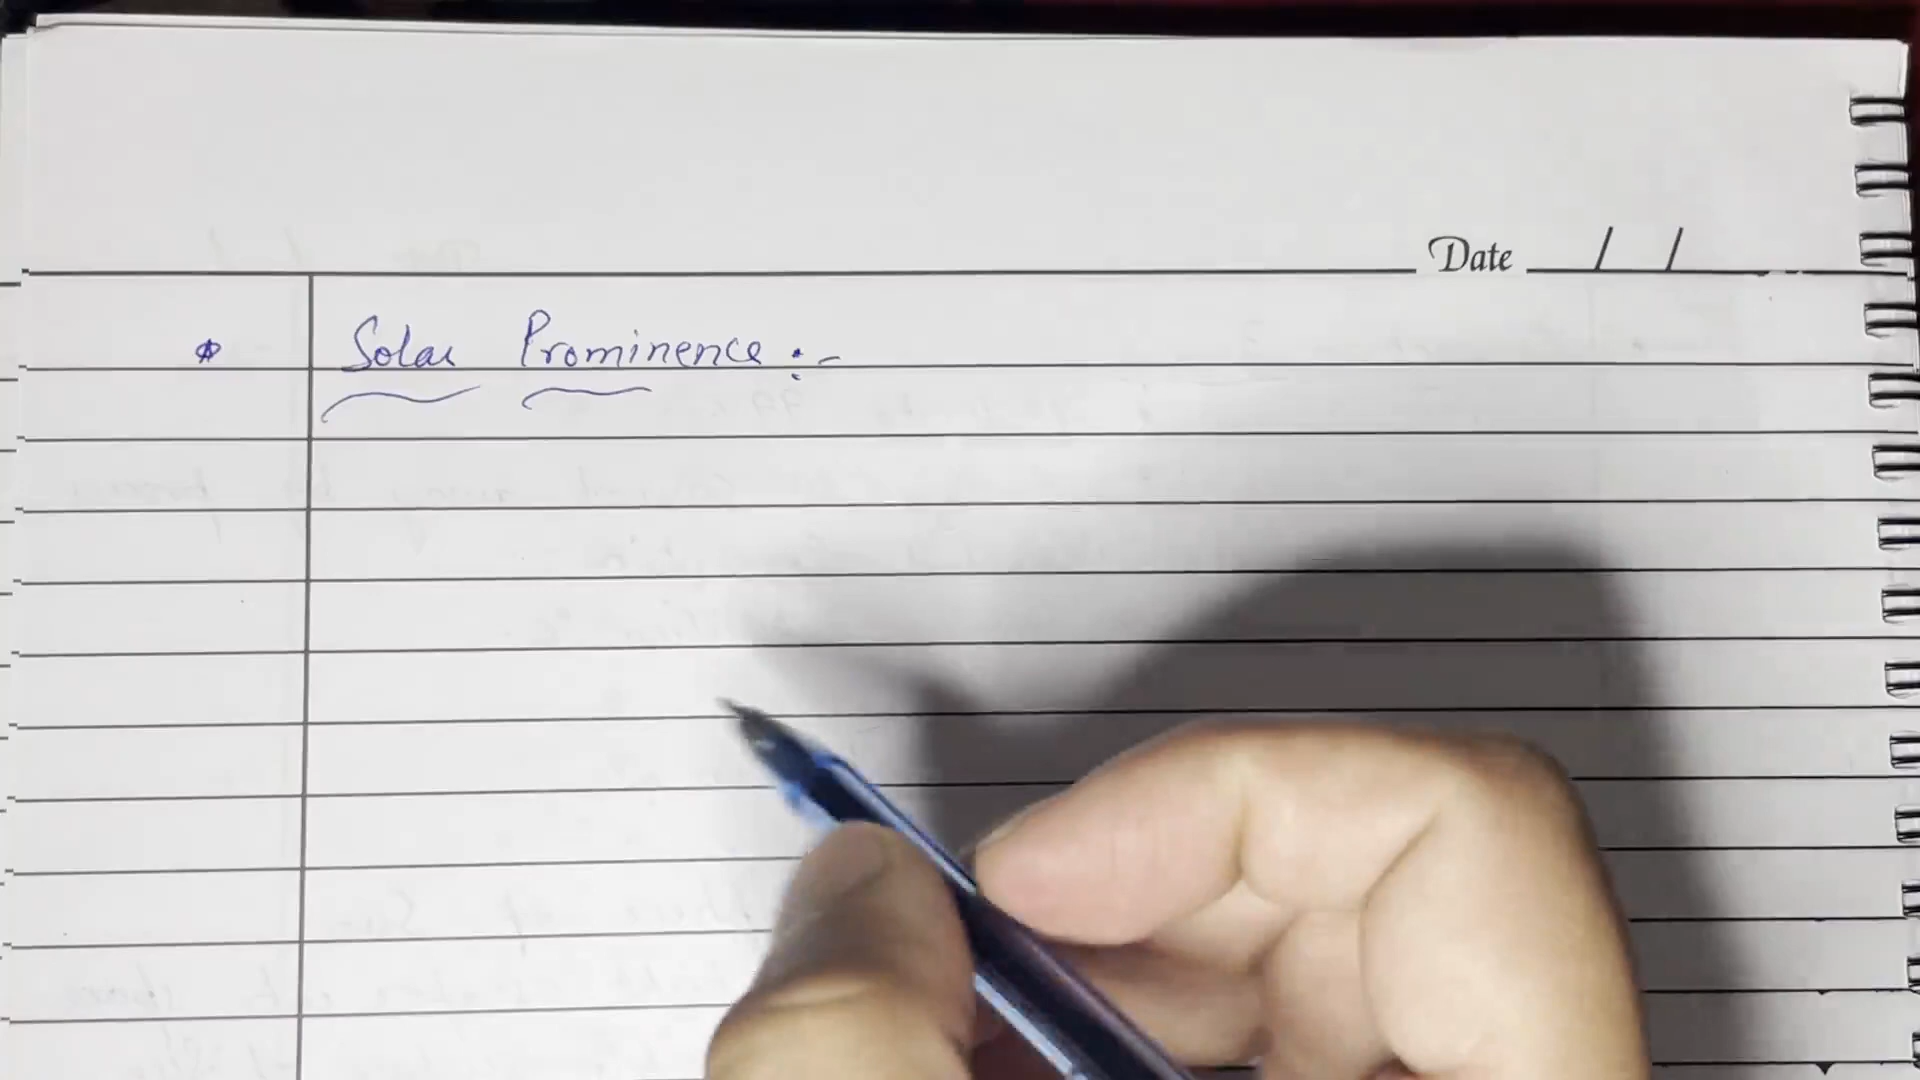 Date / /
* Solar Prominence :-